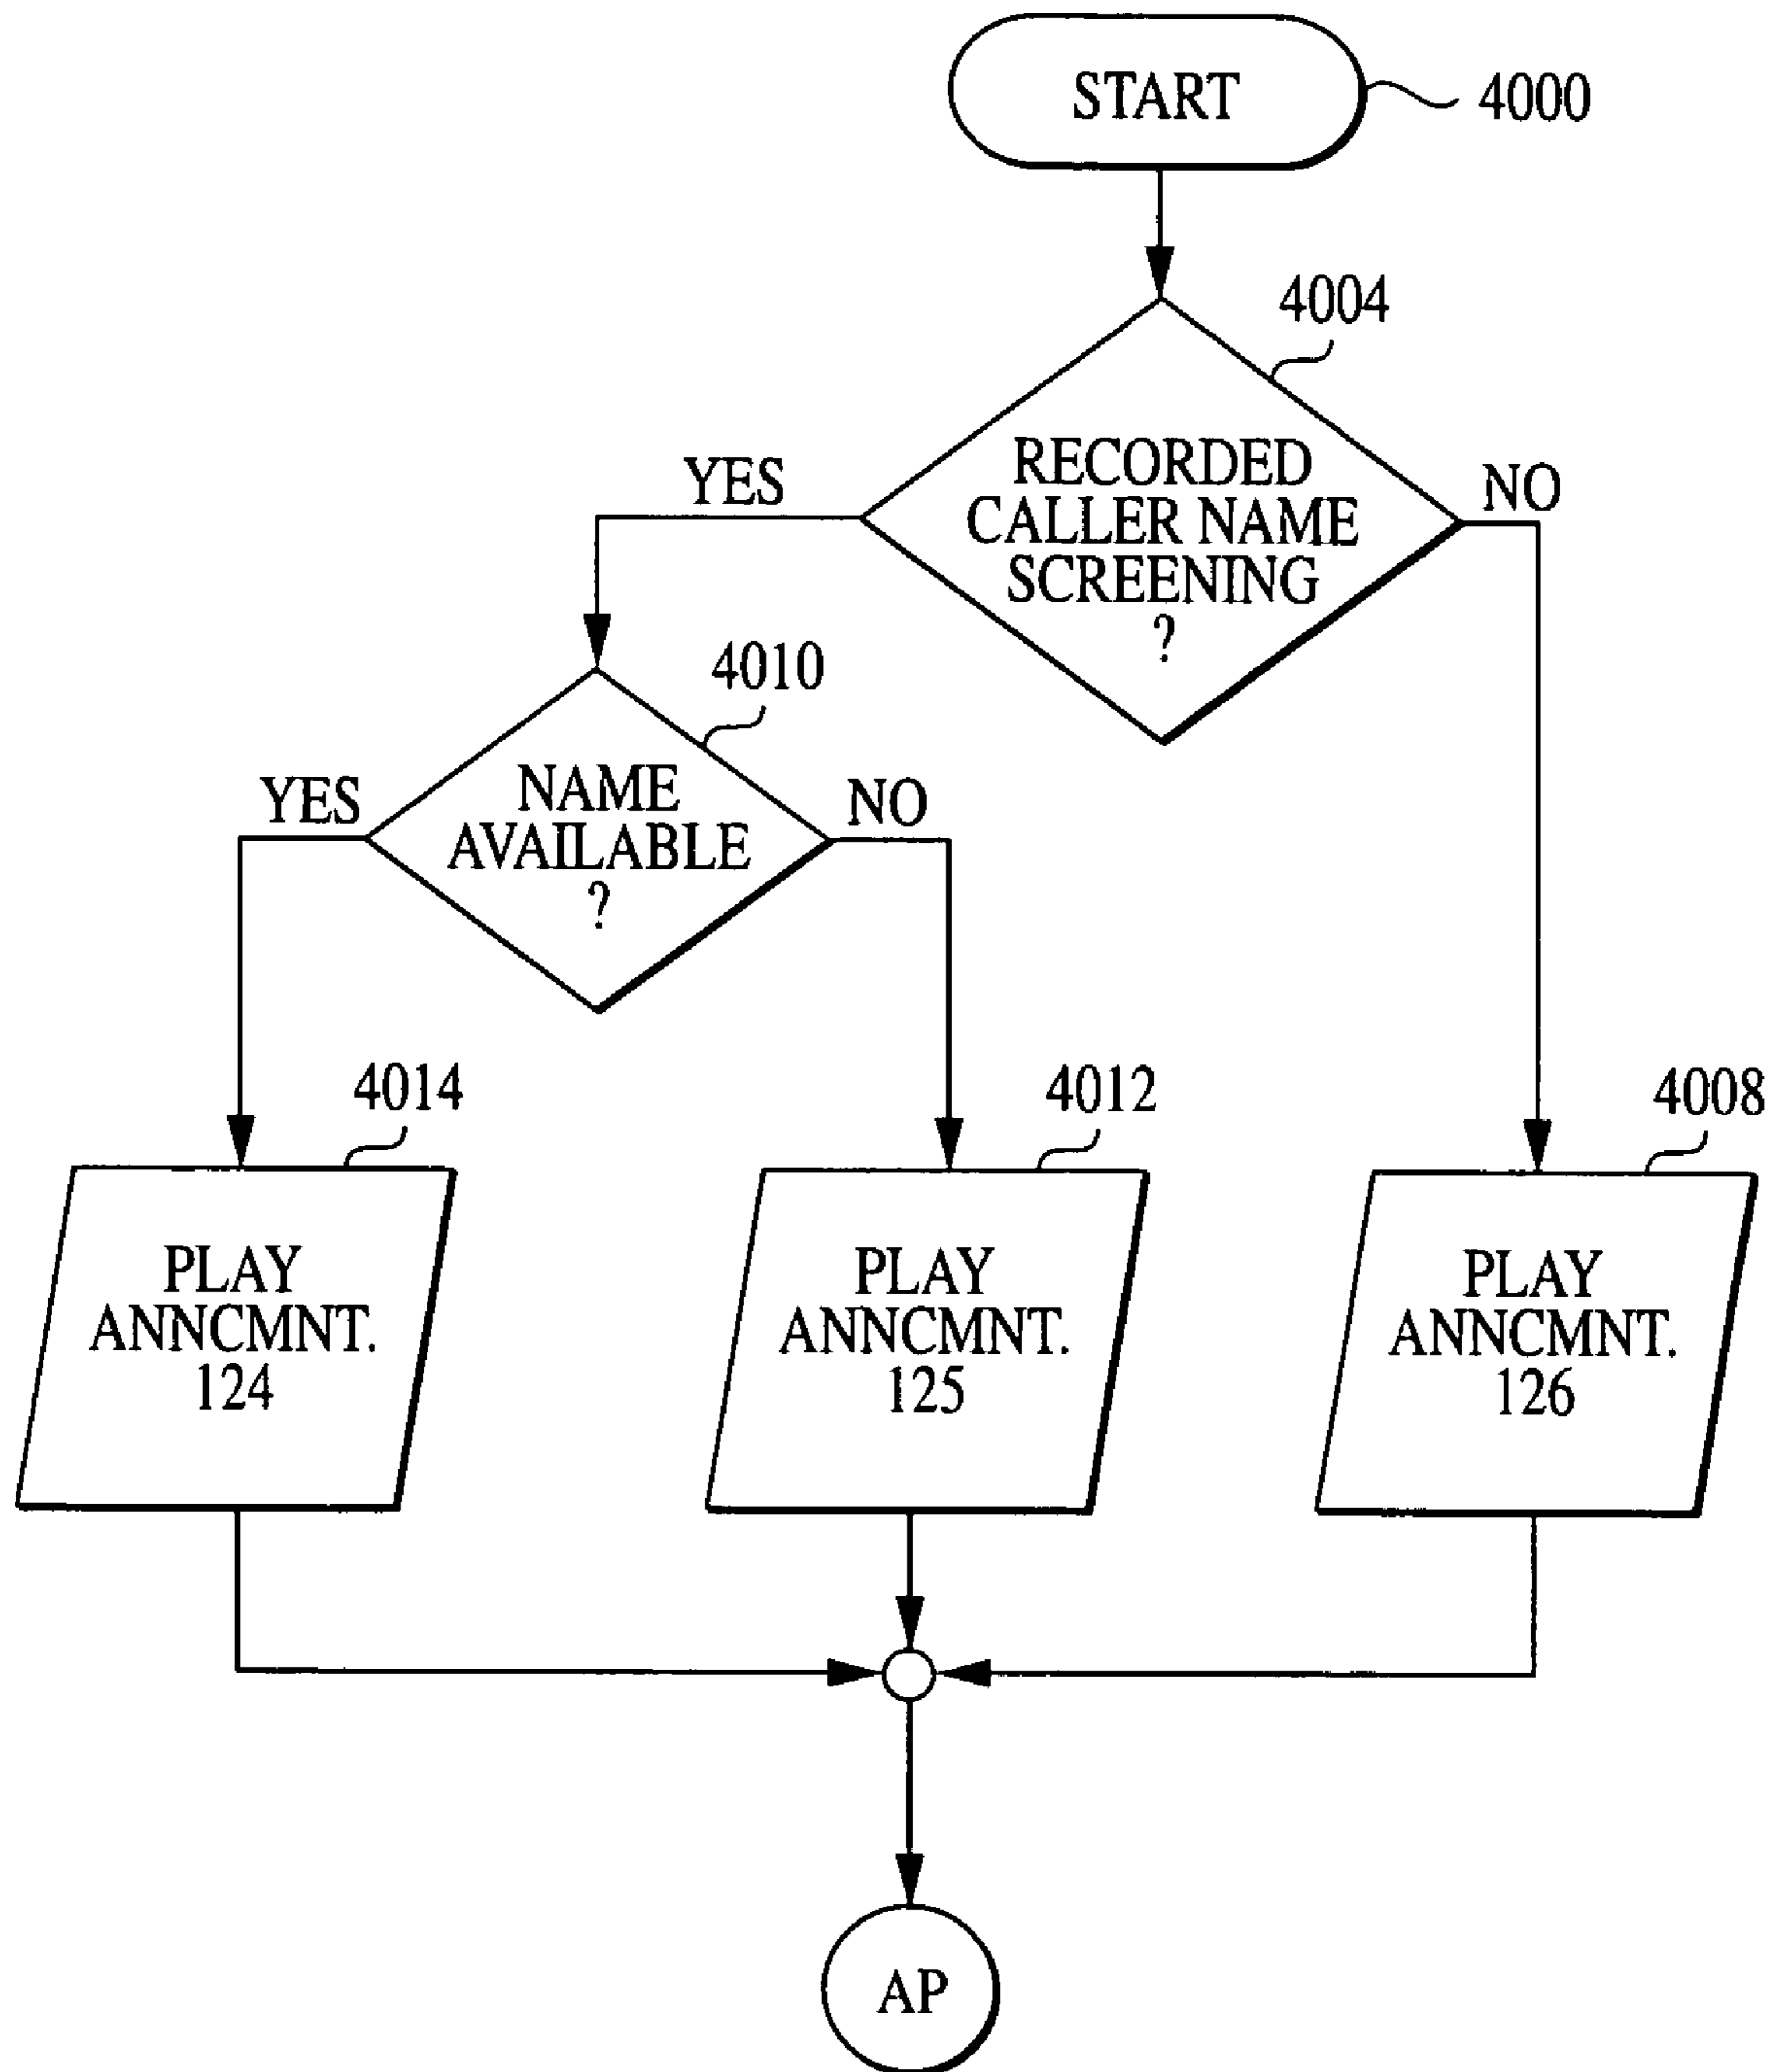 START
4000
4004
RECORDED
CALLER NAME
SCREENING
?
YES
NO
4010
NAME
AVAILABLE
?
YES
NO
4014
PLAY
ANNCMNT.
124
4012
PLAY
ANNCMNT.
125
4008
PLAY
ANNCMNT.
126
AP